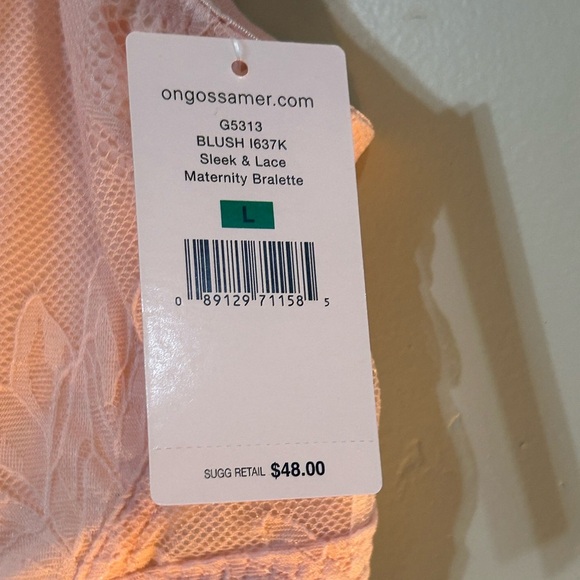 ongossamer.com
G5313
BLUSH I637K
Sleek & Lace
Maternity Bralette
L
0 89129 71158 5
SUGG RETAIL $48.00